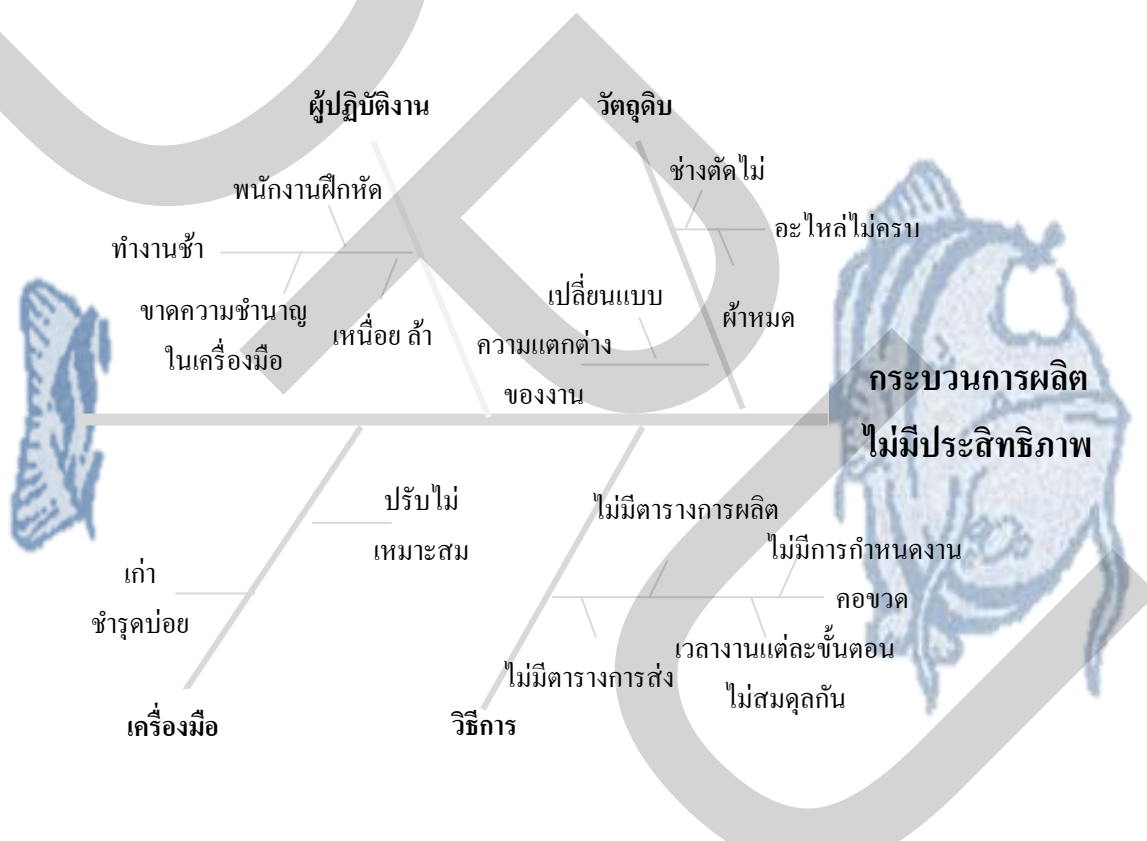 ผู้ปฏิบัติงาน
วัตถุดิบ
ช่างตัดไม่
พนักงานฝึกหัด
อะไหล่ไม่ครบ
ทำงานช้า
เปลี่ยนแบบ
ขาดความชำนาญ
ในเครื่องมือ
เหนื่อย ล้า
ผ้าหมด
ความแตกต่าง
ของงาน
กระบวนการผลิต
ไม่มีประสิทธิภาพ
ปรับไม่
เหมาะสม
ไม่มีตารางการผลิต
ไม่มีการกำหนดงาน
เก่า
ชำรุดบ่อย
คอขวด
เวลางานแต่ละขั้นตอน
ไม่สมดุลกัน
ไม่มีตารางการส่ง
เครื่องมือ
วิธีการ